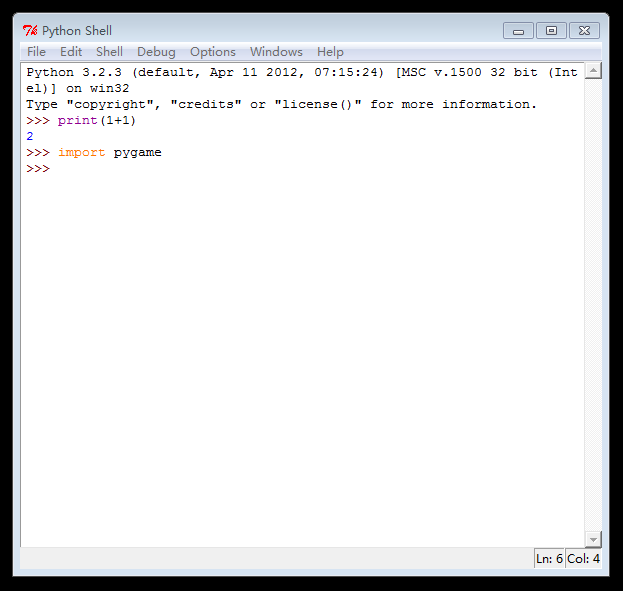 Python Shell
File Edit Shell Debug Options Windows Help
Python 3.2.3 (default, Apr 11 2012, 07:15:24) [MSC v.1500 32 bit (Int
el)] on win32
Type "copyright", "credits" or "license()" for more information.
>>> print(1+1)
2
>>> import pygame
>>>
Ln: 6 Col: 4